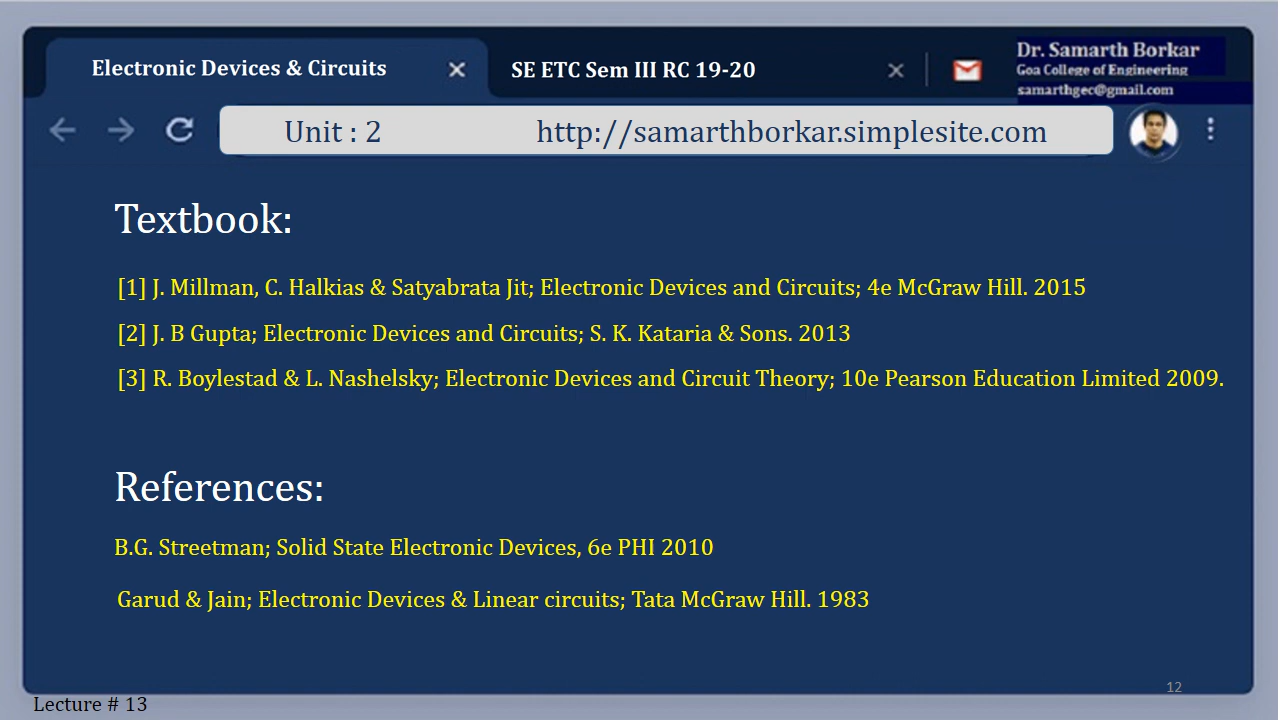 Electronic Devices & Circuits
SE ETC Sem III RC 19-20
Dr. Samarth Borkar
Goa College of Engineering
samarthgec@gmail.com
Unit : 2 http://samarthborkar.simplesite.com
Textbook:
[1] J. Millman, C. Halkias & Satyabrata Jit; Electronic Devices and Circuits; 4e McGraw Hill. 2015
[2] J. B Gupta; Electronic Devices and Circuits; S. K. Kataria & Sons. 2013
[3] R. Boylestad & L. Nashelsky; Electronic Devices and Circuit Theory; 10e Pearson Education Limited 2009.
References:
B.G. Streetman; Solid State Electronic Devices, 6e PHI 2010
Garud & Jain; Electronic Devices & Linear circuits; Tata McGraw Hill. 1983
12
Lecture # 13